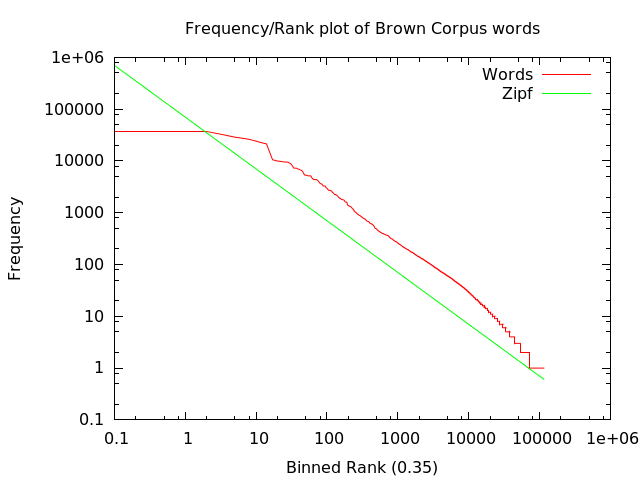 Frequency/Rank plot of Brown Corpus words
1e+06
100000
10000
1000
100
10
1
0.1
Frequency
Words
Zipf
0.1 1 10 100 1000 10000 100000 1e+06
Binned Rank (0.35)